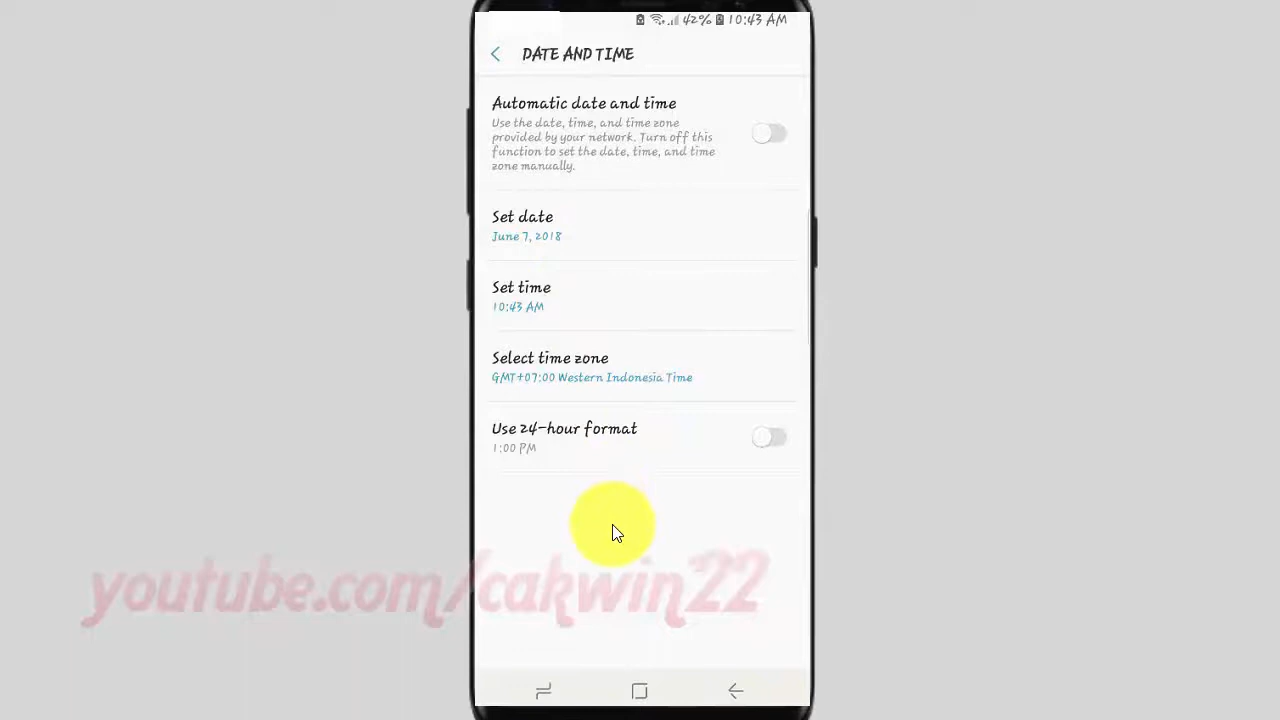 42% 10:43 AM
DATE AND TIME
Automatic date and time
Use the date, time, and time zone
provided by your network. Turn off this
function to set the date, time, and time
zone manually.
Set date
June 7, 2018
Set time
10:43 AM
Select time zone
GMT+07:00 Western Indonesia Time
Use 24-hour format
1:00 PM
youtube.com/cakwin22